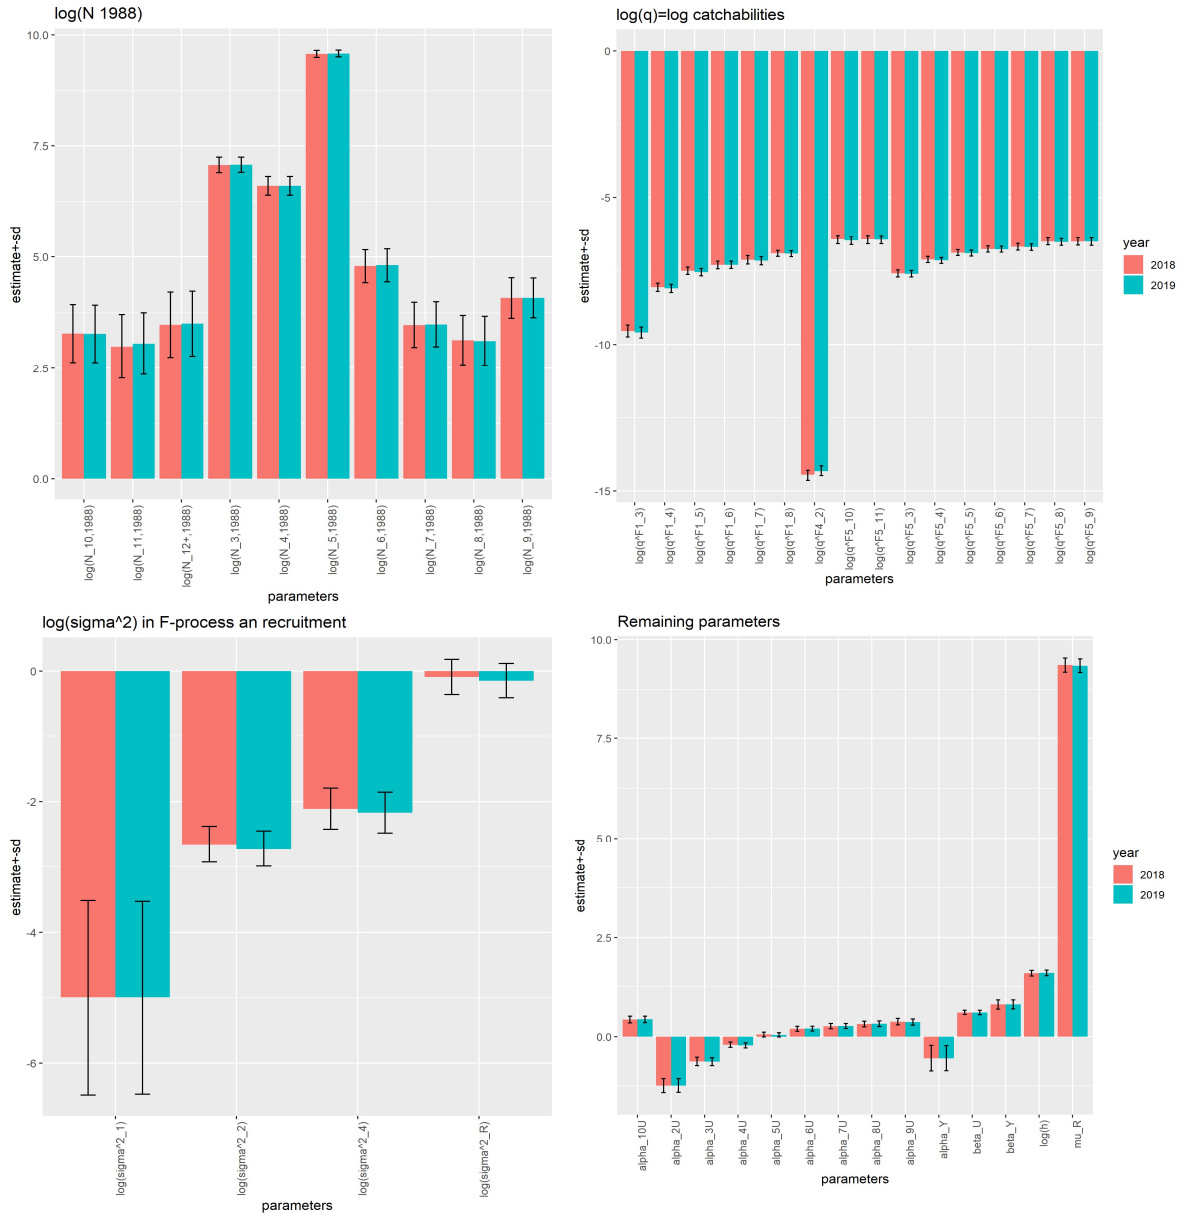 log(N 1988)
10.0
7.5
5.0
2.5
0.0
estimate+-sd
log(N_10,1988)
log(N_11,1988)
log(N_12+,1988)
log(N_3,1988)
log(N_4,1988)
log(N_5,1988)
log(N_6,1988)
log(N_7,1988)
log(N_8,1988)
log(N_9,1988)
parameters
log(q)=log catchabilities
0
-5
-10
-15
estimate+-sd
log(q^F1_3)
log(q^F1_4)
log(q^F1_5)
log(q^F1_6)
log(q^F1_7)
log(q^F1_8)
log(q^F4_2)
log(q^F5_10)
log(q^F5_11)
log(q^F5_3)
log(q^F5_4)
log(q^F5_5)
log(q^F5_6)
log(q^F5_7)
log(q^F5_8)
log(q^F5_9)
parameters
year
2018
2019
log(sigma^2) in F-process an recruitment
0
-2
-4
-6
estimate+-sd
log(sigma^2_1)
log(sigma^2_2)
log(sigma^2_4)
log(sigma^2_R)
parameters
Remaining parameters
10.0
7.5
5.0
2.5
0.0
estimate+-sd
alpha_10U
alpha_2U
alpha_3U
alpha_4U
alpha_5U
alpha_6U
alpha_7U
alpha_8U
alpha_9U
alpha_Y
beta_U
beta_Y
log(h)
mu_R
parameters
year
2018
2019